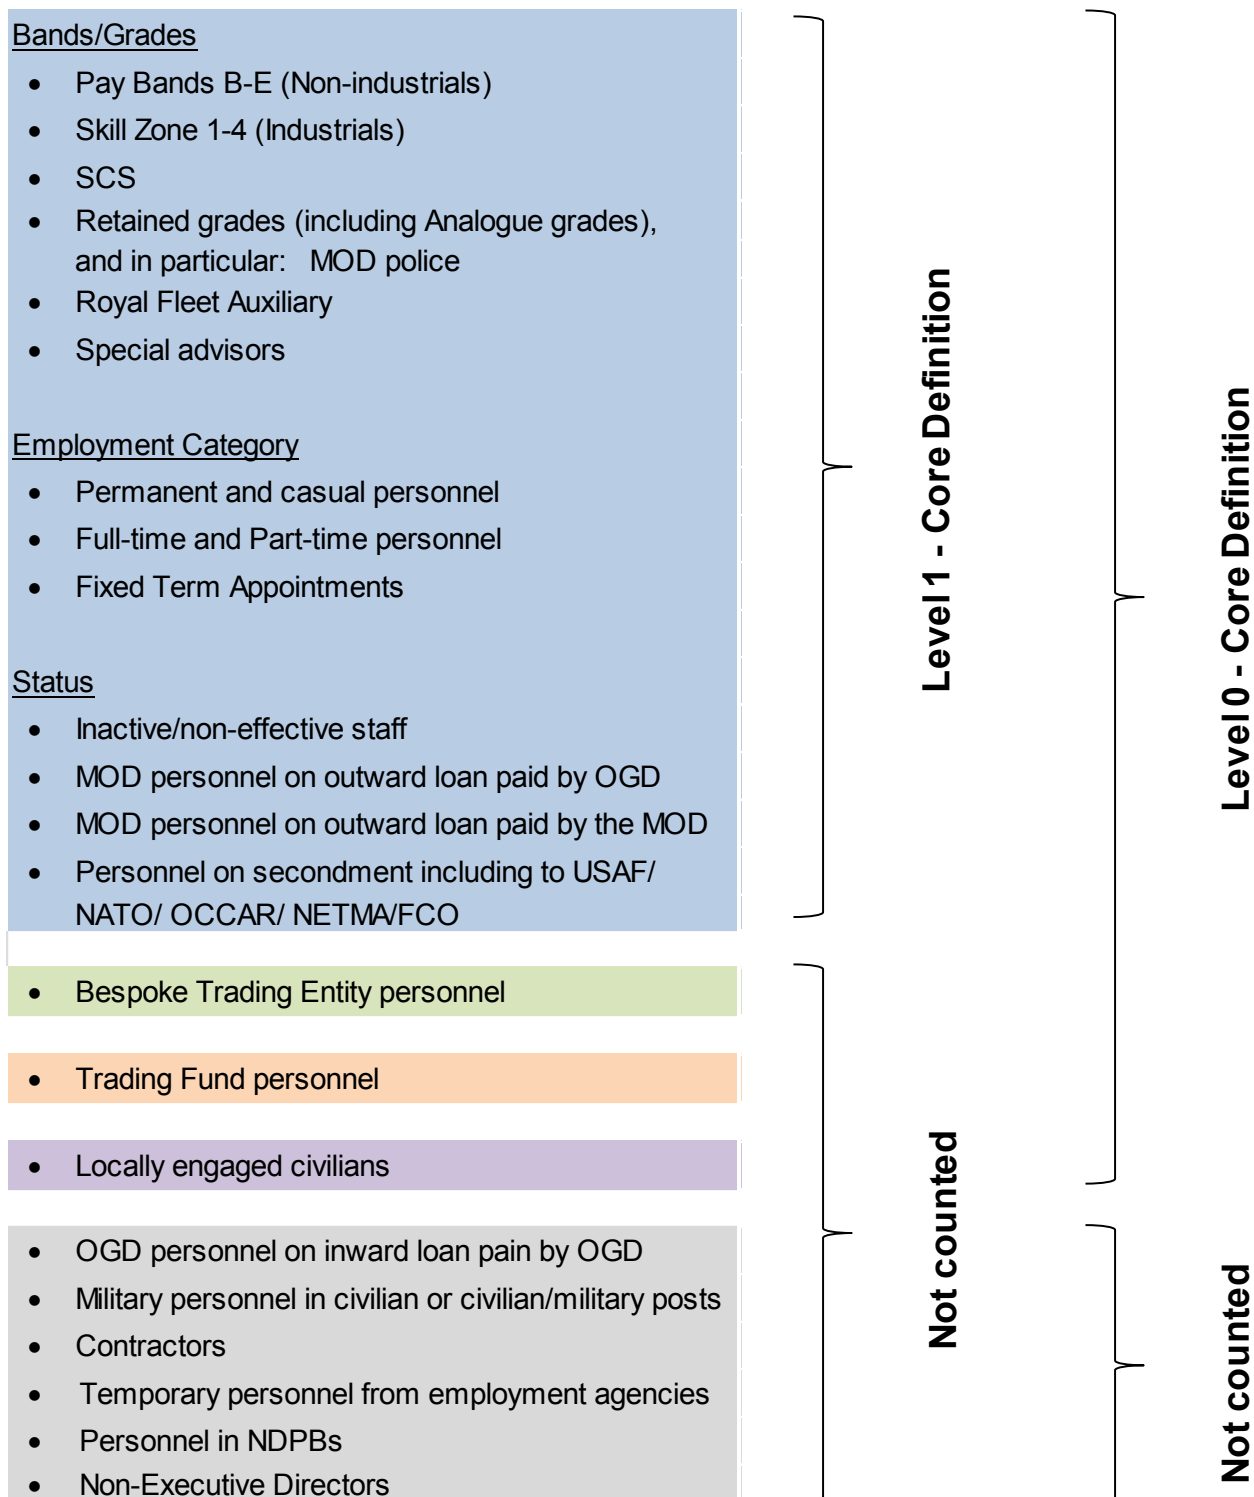 Bands/Grades
• Pay Bands B-E (Non-industrials)
• Skill Zone 1-4 (Industrials)
• SCS
• Retained grades (including Analogue grades),
and in particular: MOD police
• Royal Fleet Auxiliary
• Special advisors
Employment Category
• Permanent and casual personnel
• Full-time and Part-time personnel
• Fixed Term Appointments
Status
• Inactive/non-effective staff
• MOD personnel on outward loan paid by OGD
• MOD personnel on outward loan paid by the MOD
• Personnel on secondment including to USAF/
NATO/ OCCAR/ NETMA/FCO
• Bespoke Trading Entity personnel
• Trading Fund personnel
• Locally engaged civilians
• OGD personnel on inward loan pain by OGD
• Military personnel in civilian or civilian/military posts
• Contractors
• Temporary personnel from employment agencies
• Personnel in NDPBs
• Non-Executive Directors
Level 1 - Core Definition
Not counted
Level 0 - Core Definition
Not counted